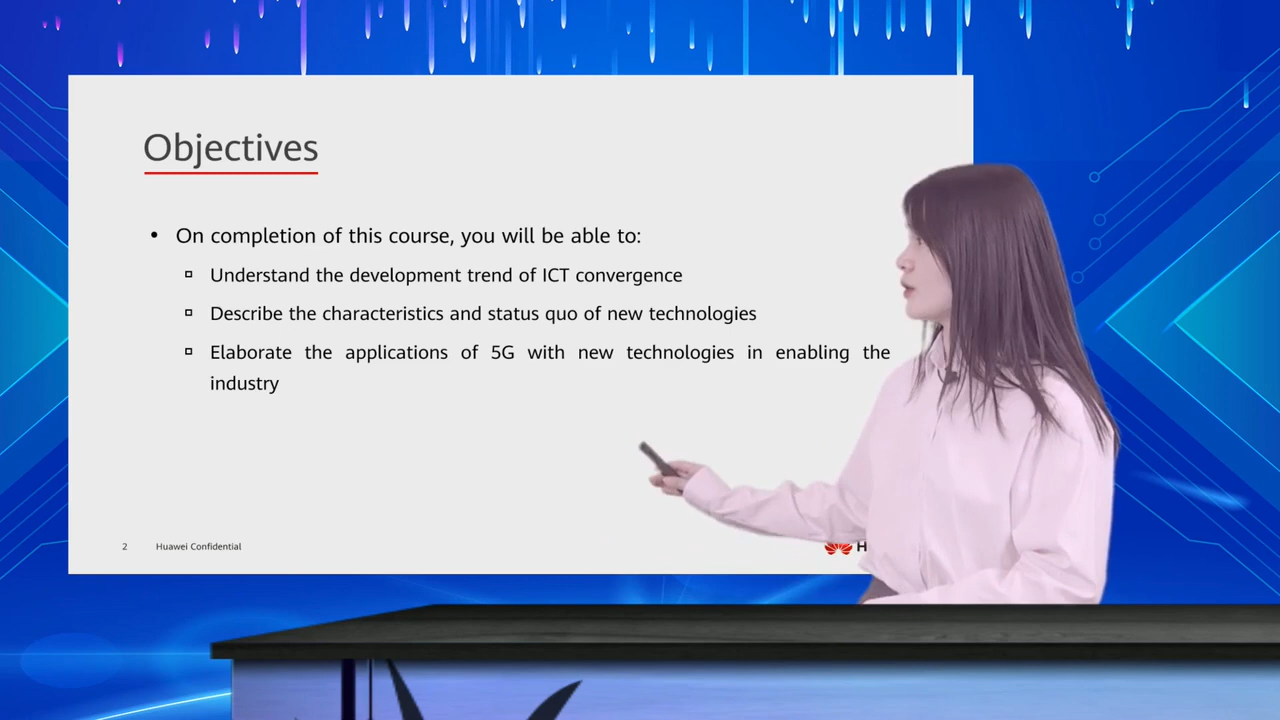 Objectives
• On completion of this course, you will be able to:
Understand the development trend of ICT convergence
Describe the characteristics and status quo of new technologies
Elaborate the applications of 5G with new technologies in enabling the
industry
2 Huawei Confidential
H